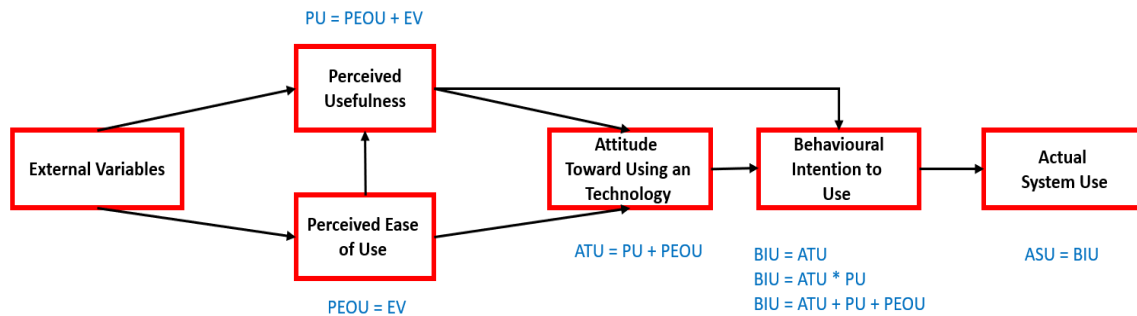 PU = PEOU + EV
Perceived
Usefulness
External Variables
Perceived Ease
of Use
PEOU = EV
Attitude
Toward Using an
Technology
ATU = PU + PEOU
Behavioural
Intention to
Use
BIU = ATU
BIU = ATU * PU
BIU = ATU + PU + PEOU
Actual
System Use
ASU = BIU